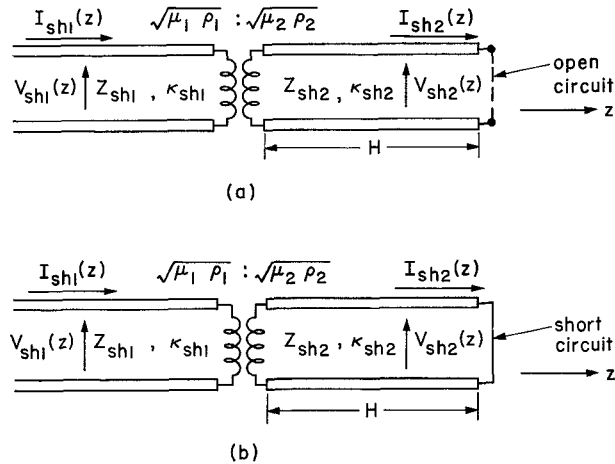 I_sh1(z) √μ₁ ρ₁ : √μ₂ ρ₂ I_sh2(z)
V_sh1(z) Z_sh1 , κ_sh1 Z_sh2 , κ_sh2 V_sh2(z) open circuit
z
H
(a)
I_sh1(z) √μ₁ ρ₁ : √μ₂ ρ₂ I_sh2(z)
V_sh1(z) Z_sh1 , κ_sh1 Z_sh2 , κ_sh2 V_sh2(z) short circuit
z
H
(b)